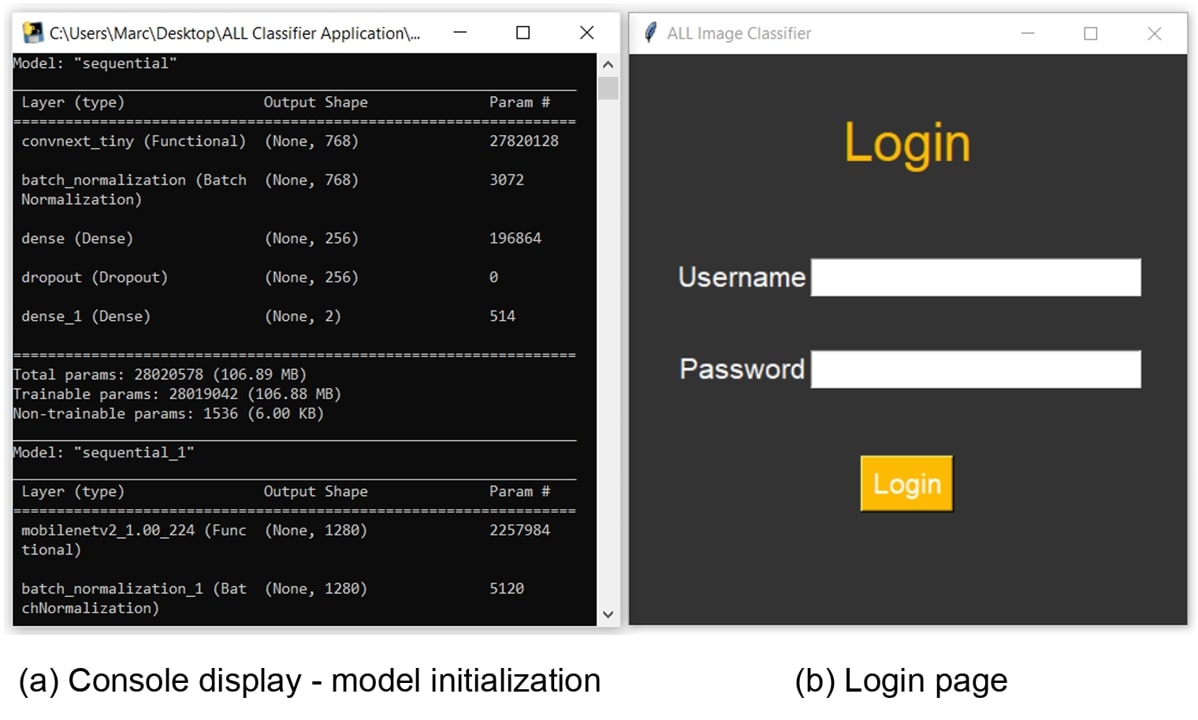 C:\Users\Marc\Desktop\ALL Classifier Application\...
Model: "sequential"
Layer (type) Output Shape Param #
=================================================================
convnext_tiny (Functional) (None, 768) 27820128
batch_normalization (Batch (None, 768) 3072
Normalization)
dense (Dense) (None, 256) 196864
dropout (Dropout) (None, 256) 0
dense_1 (Dense) (None, 2) 514
=================================================================
Total params: 28020578 (106.89 MB)
Trainable params: 28019042 (106.88 MB)
Non-trainable params: 1536 (6.00 KB)
Model: "sequential_1"
Layer (type) Output Shape Param #
=================================================================
mobilenetv2_1.00_224 (Func (None, 1280) 2257984
tional)
batch_normalization_1 (Bat (None, 1280) 5120
chNormalization)
ALL Image Classifier
Login
Username
Password
Login
(a) Console display - model initialization
(b) Login page